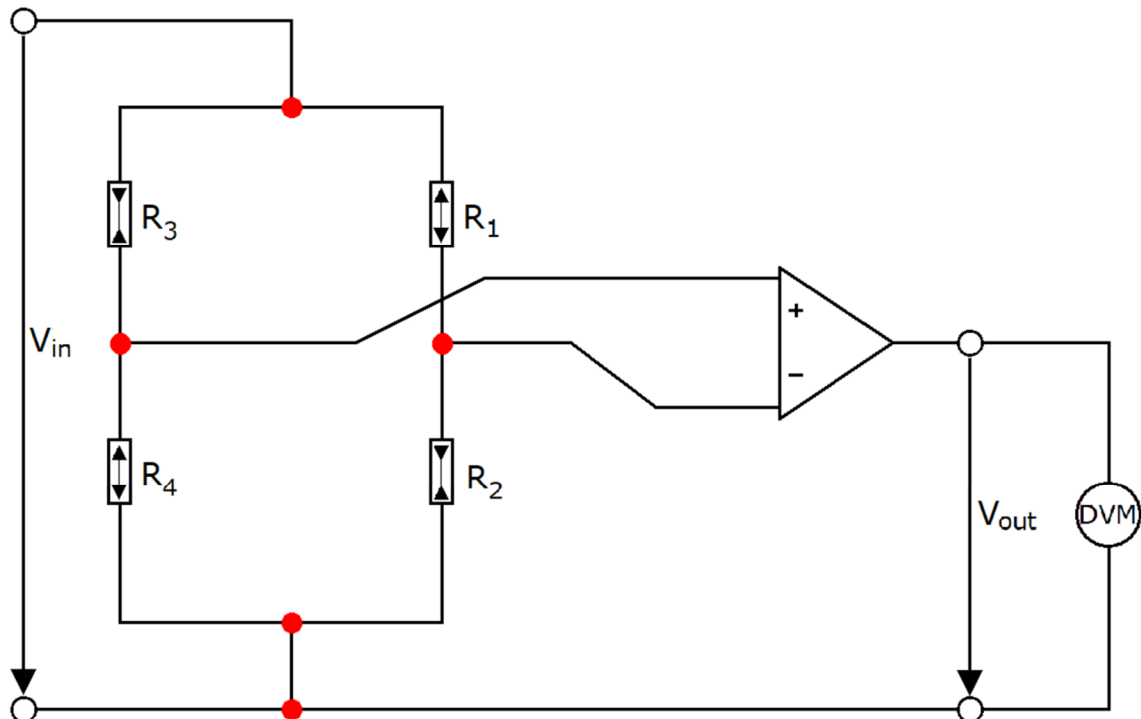 R₃
R₁
+
Vᵢₙ
−
R₄
R₂
Vₒᵤₜ
DVM